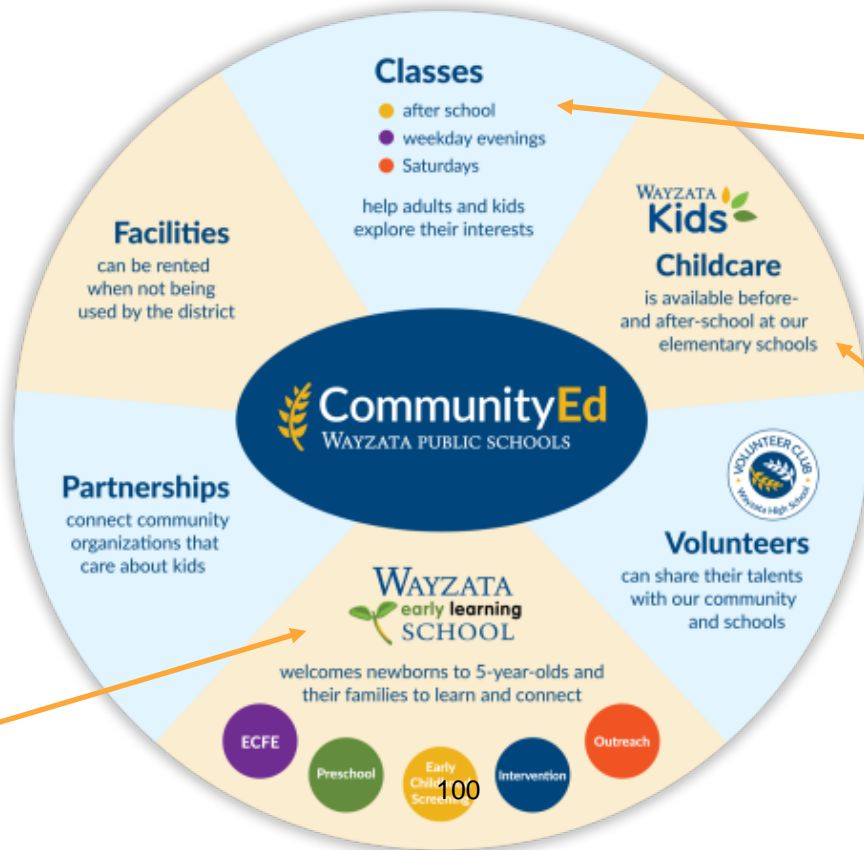 Classes
after school
weekday evenings
Saturdays
help adults and kids
explore their interests
WAYZATA
Kids
Childcare
is available before-
and after-school at our
elementary schools
Facilities
can be rented
when not being
used by the district
CommunityEd
WAYZATA PUBLIC SCHOOLS
VOLUNTEER CLUB
Wayzata High School
Volunteers
can share their talents
with our community
and schools
Partnerships
connect community
organizations that
care about kids
WAYZATA
early learning
SCHOOL
welcomes newborns to 5-year-olds and
their families to learn and connect
ECFE
Preschool
Early
Screening
Intervention
Outreach
100